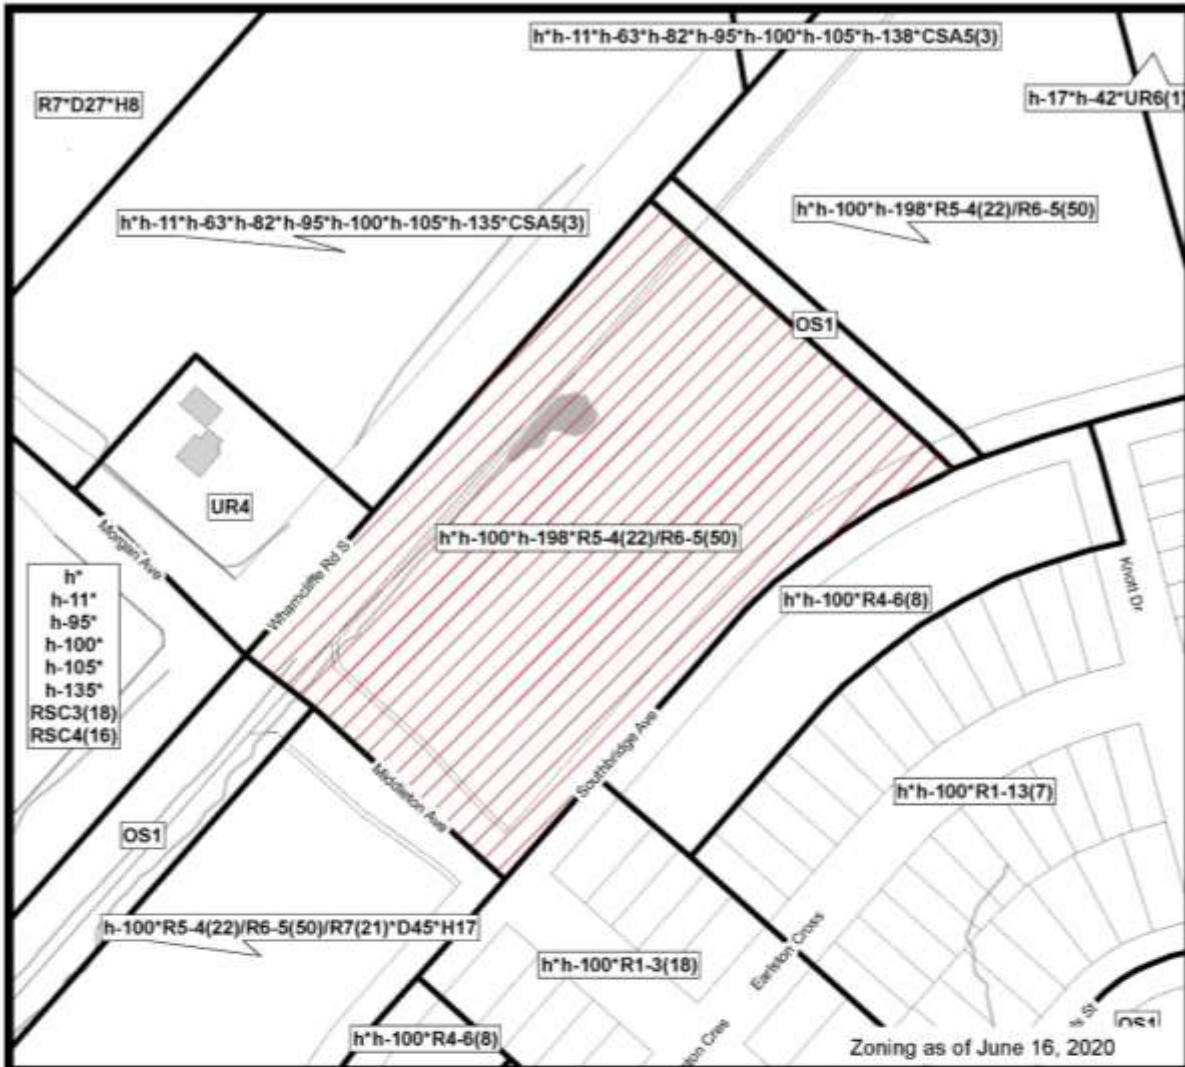 h*h-11*h-63*h-82*h-95*h-100*h-105*h-138*CSA5(3)
R7*D27*H8
h-17*h-42*UR6(1)
h*h-11*h-63*h-82*h-95*h-100*h-105*h-135*CSA5(3)
h*h-100*h-198*R5-4(22)/R6-5(50)
OS1
UR4
h*h-100*h-198*R5-4(22)/R6-5(50)
Morgan Ave
Wharncliffe Rd S
h*
h-11*
h-95*
h-100*
h-105*
h-135*
RSC3(18)
RSC4(16)
h*h-100*R4-6(8)
Knott Dr
Southbridge Ave
Middleton Ave
h*h-100*R1-13(7)
OS1
h-100*R5-4(22)/R6-5(50)/R7(21)*D45*H17
Earlston Cross
h*h-100*R1-3(18)
OS1
ls St
h*h-100*R4-6(8)
ton Cres
Zoning as of June 16, 2020